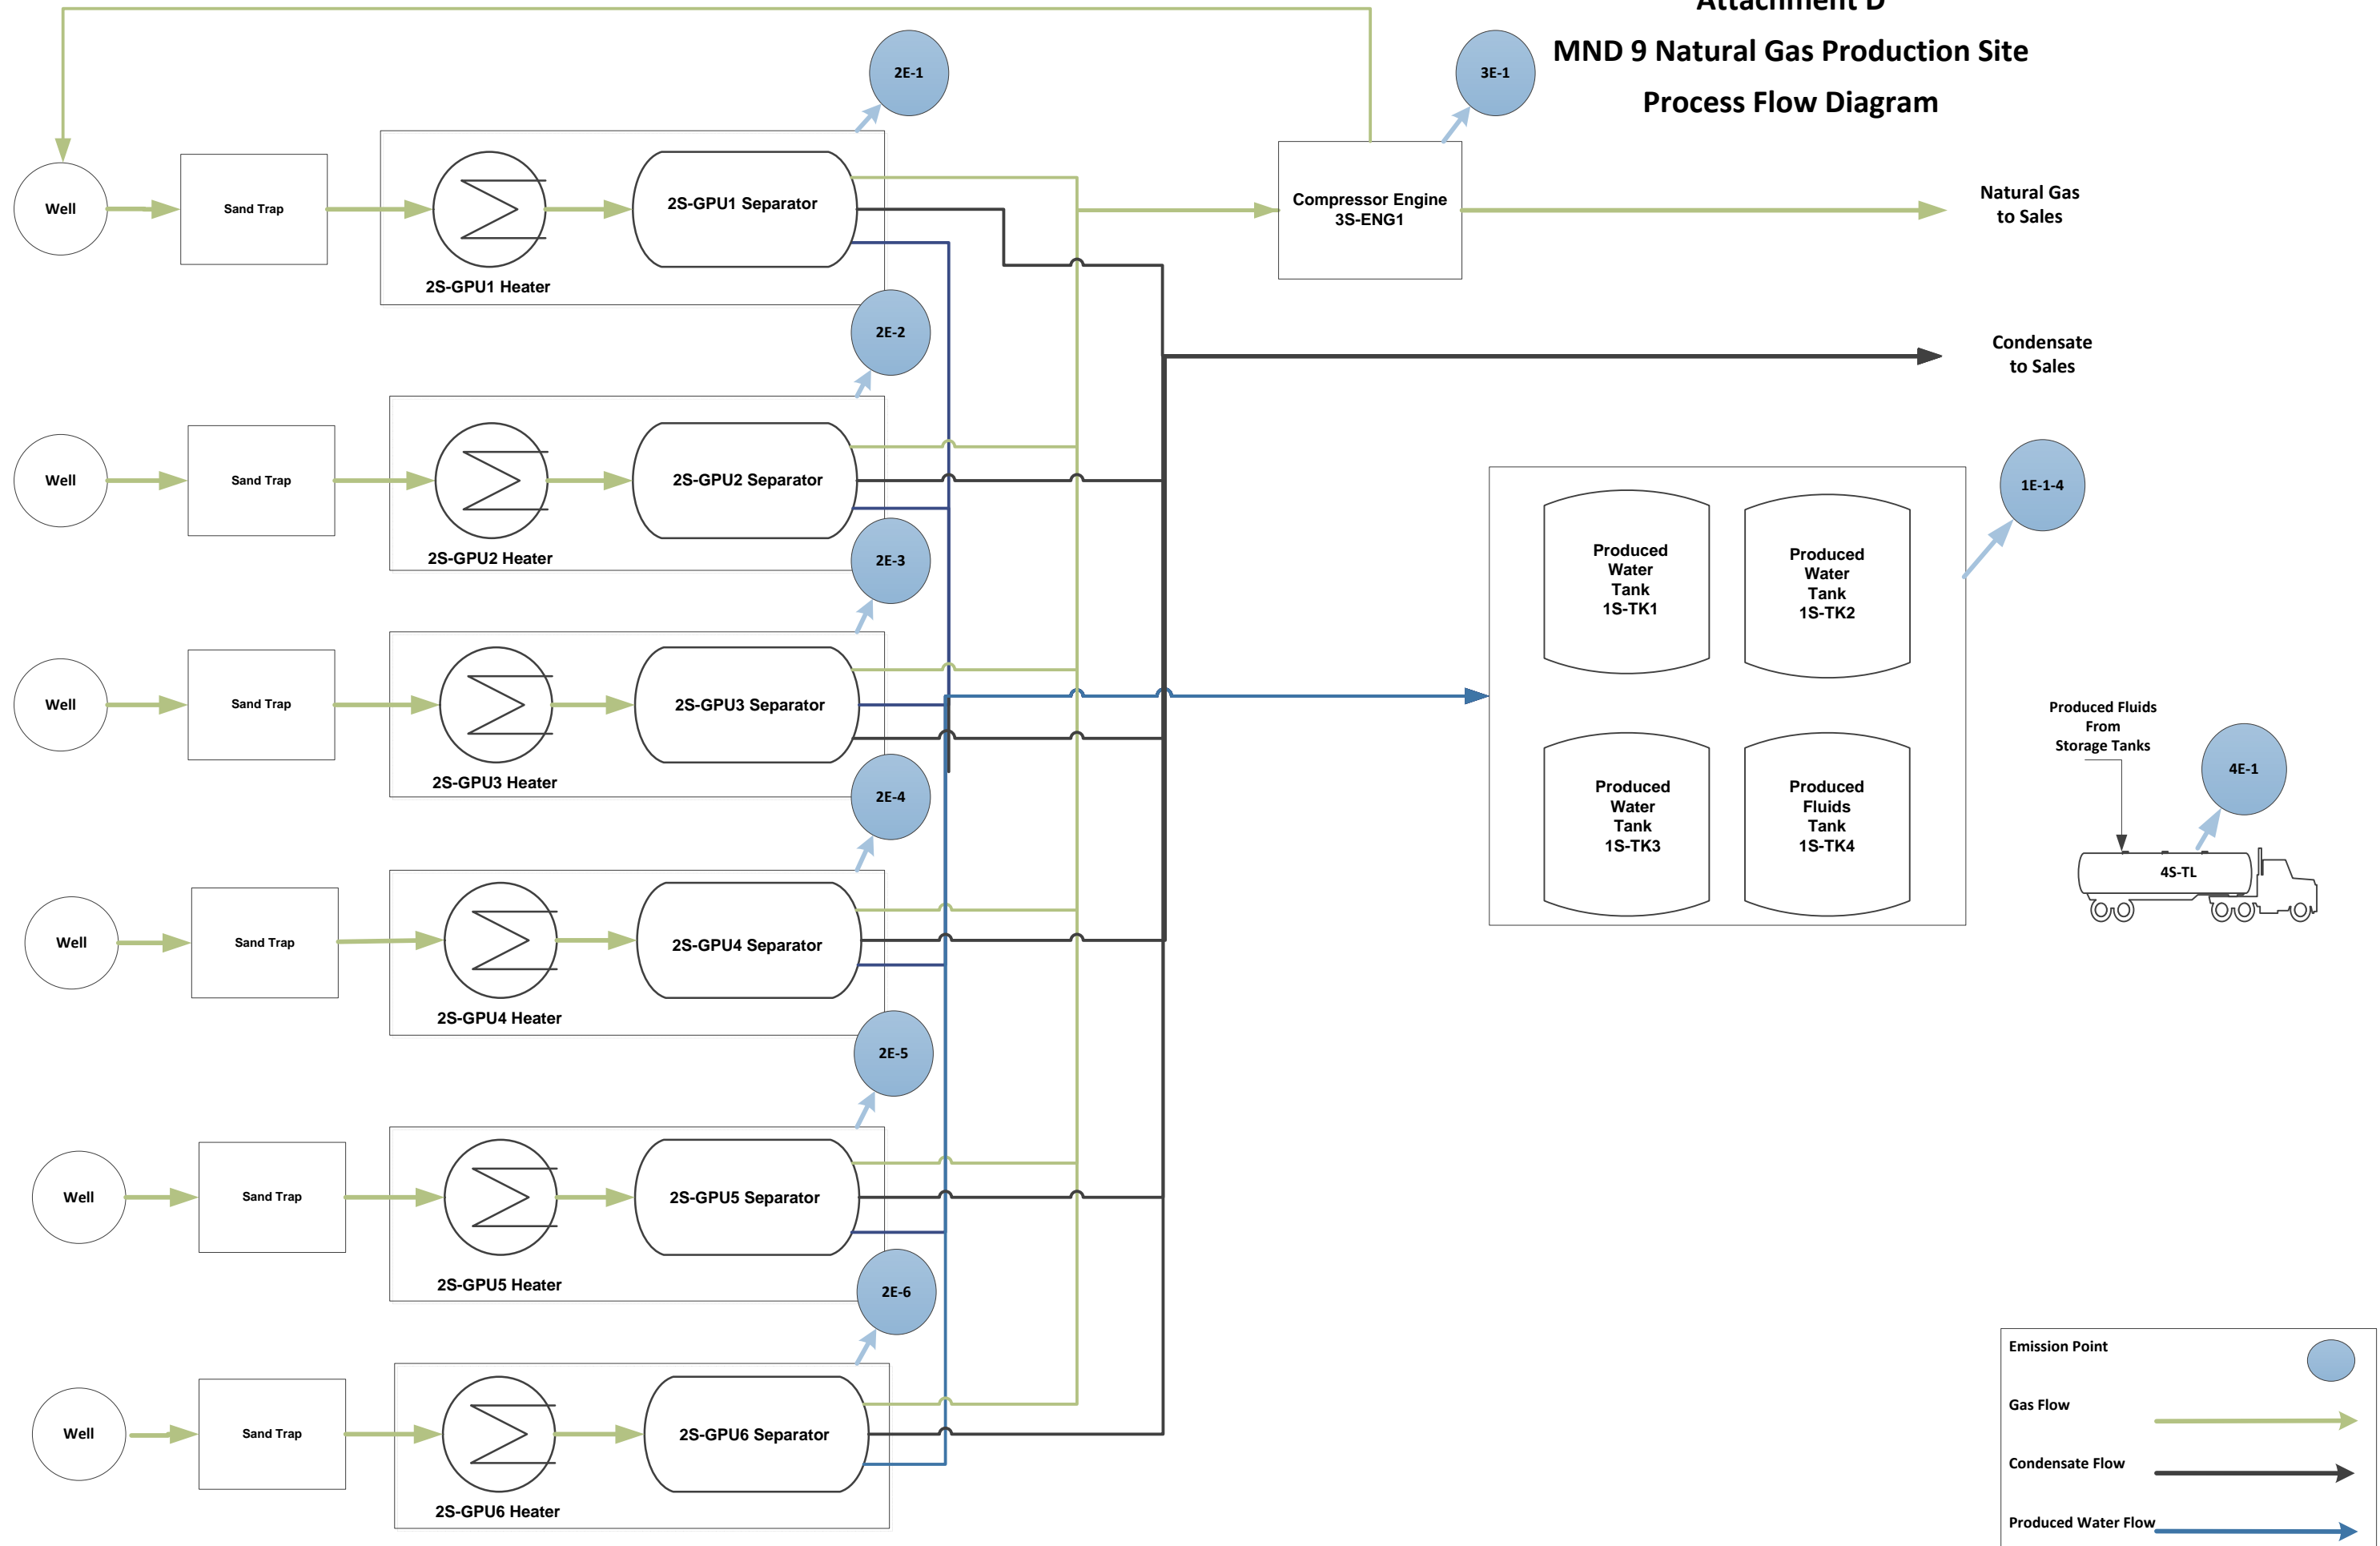 Attachment D
MND 9 Natural Gas Production Site
Process Flow Diagram
2E-1
3E-1
Well
Sand Trap
2S-GPU1 Heater
2S-GPU1 Separator
Compressor Engine
3S-ENG1
Natural Gas
to Sales
2E-2
Condensate
to Sales
Well
Sand Trap
2S-GPU2 Heater
2S-GPU2 Separator
1E-1-4
2E-3
Produced
Water
Tank
1S-TK1
Produced
Water
Tank
1S-TK2
Well
Sand Trap
2S-GPU3 Heater
2S-GPU3 Separator
Produced Fluids
From
Storage Tanks
4E-1
2E-4
Produced
Water
Tank
1S-TK3
Produced
Fluids
Tank
1S-TK4
4S-TL
Well
Sand Trap
2S-GPU4 Heater
2S-GPU4 Separator
2E-5
Well
Sand Trap
2S-GPU5 Heater
2S-GPU5 Separator
2E-6
Well
Sand Trap
2S-GPU6 Heater
2S-GPU6 Separator
Emission Point
Gas Flow
Condensate Flow
Produced Water Flow